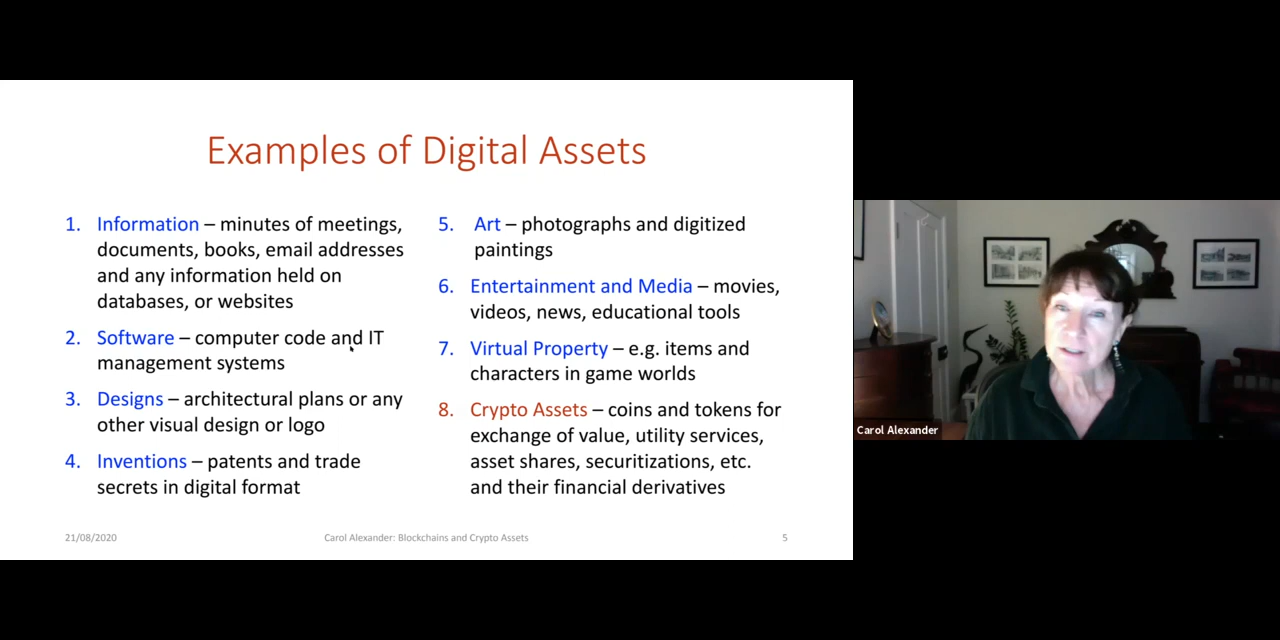 Examples of Digital Assets
1. Information – minutes of meetings,
documents, books, email addresses
and any information held on
databases, or websites
2. Software – computer code and IT
management systems
3. Designs – architectural plans or any
other visual design or logo
4. Inventions – patents and trade
secrets in digital format
5. Art – photographs and digitized
paintings
6. Entertainment and Media – movies,
videos, news, educational tools
7. Virtual Property – e.g. items and
characters in game worlds
8. Crypto Assets – coins and tokens for
exchange of value, utility services,
asset shares, securitizations, etc.
and their financial derivatives
21/08/2020
Carol Alexander: Blockchains and Crypto Assets
5
Carol Alexander